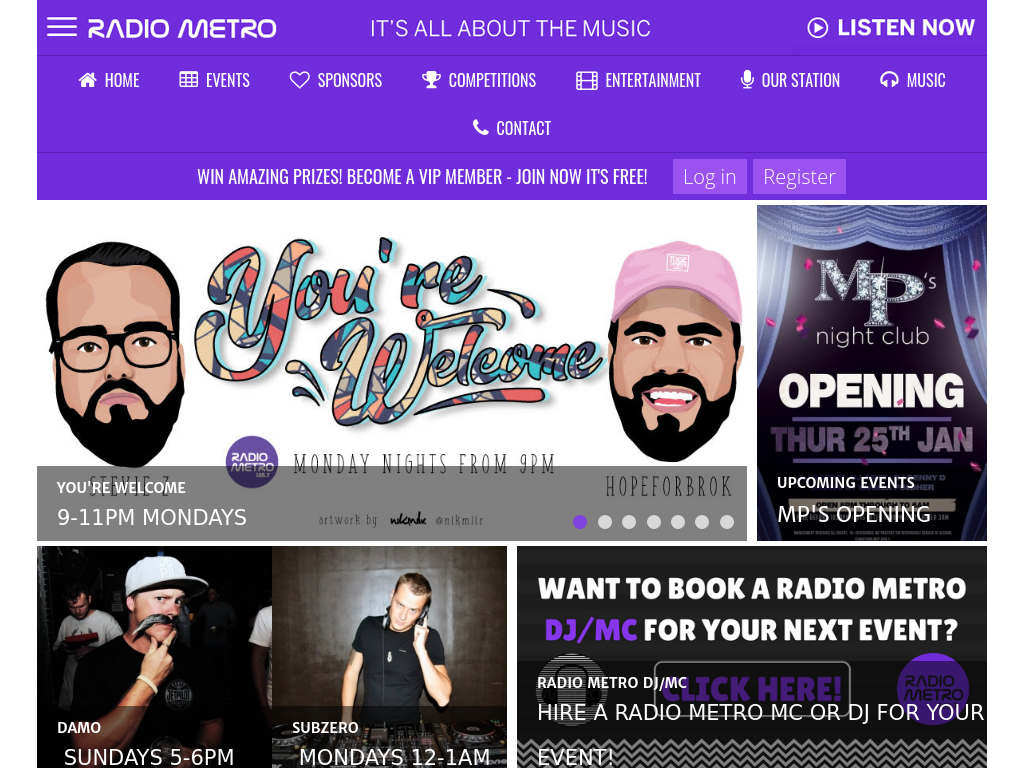 RADIO METRO
IT'S ALL ABOUT THE MUSIC
LISTEN NOW
HOME
EVENTS
SPONSORS
COMPETITIONS
ENTERTAINMENT
OUR STATION
MUSIC
CONTACT
WIN AMAZING PRIZES! BECOME A VIP MEMBER - JOIN NOW IT'S FREE!
Log in
Register
You're
Welcome
RADIO
METRO
105.7
MONDAY NIGHTS FROM 9PM
STEVIE Z
HOPEFORBROK
artwork by
@nikmilr
YOU'RE WELCOME
9-11PM MONDAYS
MP's
night club
OPENING
THUR 25TH JAN
UPCOMING EVENTS
MP'S OPENING
DAMO
SUNDAYS 5-6PM
SUBZERO
MONDAYS 12-1AM
WANT TO BOOK A RADIO METRO
DJ/MC FOR YOUR NEXT EVENT?
CLICK HERE!
RADIO
METRO
RADIO METRO DJ/MC
HIRE A RADIO METRO MC OR DJ FOR YOUR
EVENT!